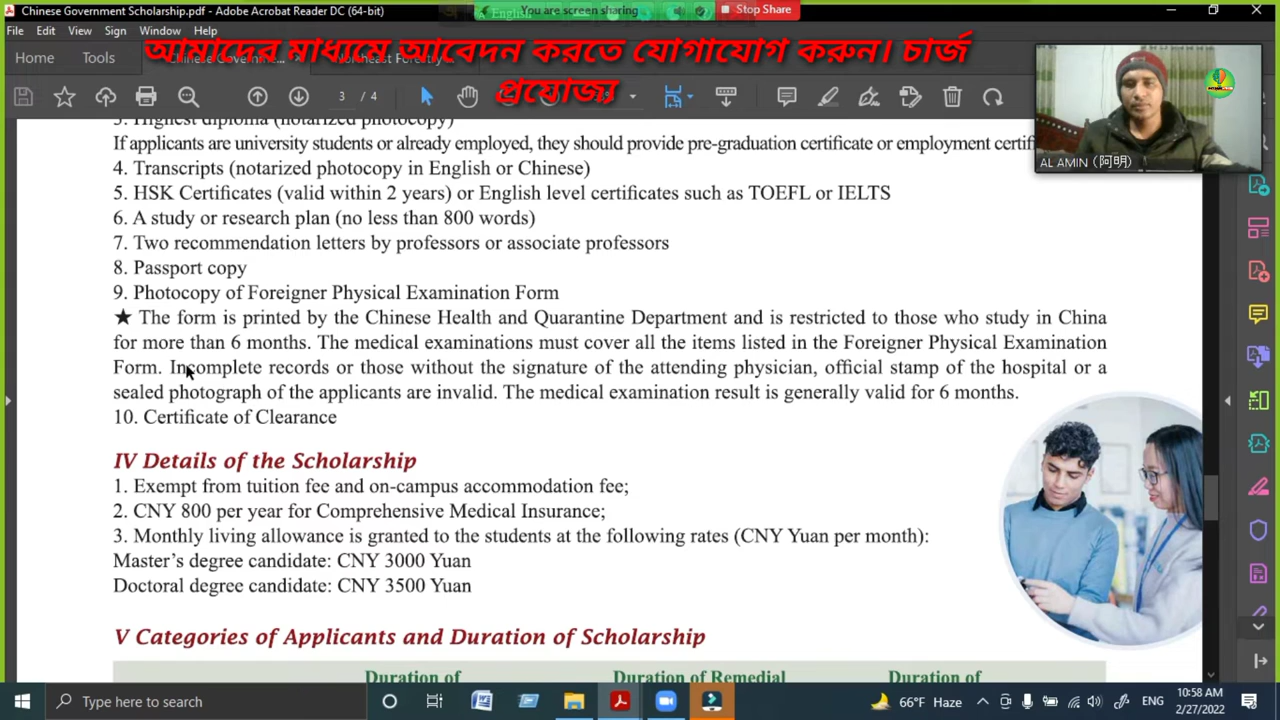 Chinese Government Scholarship.pdf - Adobe Acrobat Reader DC (64-bit)
English
You are screen sharing
Stop Share
File Edit View Sign Window Help
আমাদের মাধ্যমে আবেদন করতে যোগাযোগ করুন। চার্জ
প্রয়োজ্য
Home Tools Chinese Governme... Northeast Forestry
3 / 4
AL AMIN (阿明)
3. Highest diploma (notarized photocopy)
If applicants are university students or already employed, they should provide pre-graduation certificate or employment certif
4. Transcripts (notarized photocopy in English or Chinese)
5. HSK Certificates (valid within 2 years) or English level certificates such as TOEFL or IELTS
6. A study or research plan (no less than 800 words)
7. Two recommendation letters by professors or associate professors
8. Passport copy
9. Photocopy of Foreigner Physical Examination Form
★ The form is printed by the Chinese Health and Quarantine Department and is restricted to those who study in China
for more than 6 months. The medical examinations must cover all the items listed in the Foreigner Physical Examination
Form. Incomplete records or those without the signature of the attending physician, official stamp of the hospital or a
sealed photograph of the applicants are invalid. The medical examination result is generally valid for 6 months.
10. Certificate of Clearance
IV Details of the Scholarship
1. Exempt from tuition fee and on-campus accommodation fee;
2. CNY 800 per year for Comprehensive Medical Insurance;
3. Monthly living allowance is granted to the students at the following rates (CNY Yuan per month):
Master's degree candidate: CNY 3000 Yuan
Doctoral degree candidate: CNY 3500 Yuan
V Categories of Applicants and Duration of Scholarship
Duration of Duration of Remedial Duration of
Type here to search
66°F Haze
ENG
10:58 AM
2/27/2022